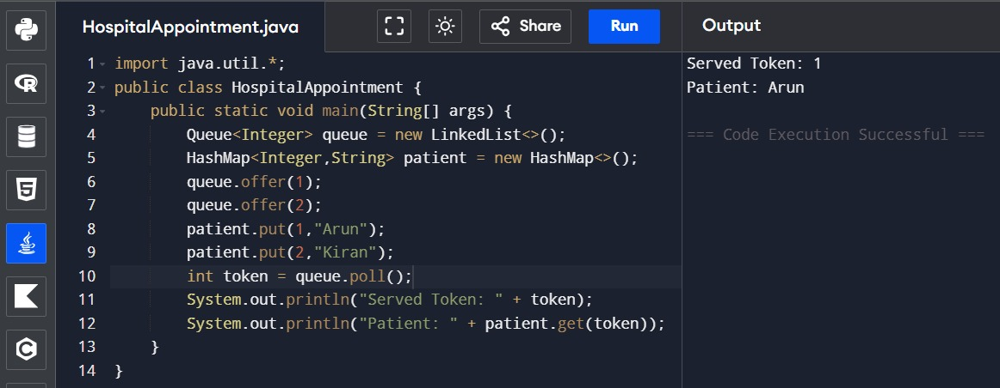 HospitalAppointment.java
Share
Run
Output
1 import java.util.*;
2 public class HospitalAppointment {
3     public static void main(String[] args) {
4         Queue<Integer> queue = new LinkedList<>();
5         HashMap<Integer,String> patient = new HashMap<>();
6         queue.offer(1);
7         queue.offer(2);
8         patient.put(1,"Arun");
9         patient.put(2,"Kiran");
10         int token = queue.poll();
11         System.out.println("Served Token: " + token);
12         System.out.println("Patient: " + patient.get(token));
13     }
14 }
Served Token: 1
Patient: Arun
=== Code Execution Successful ===